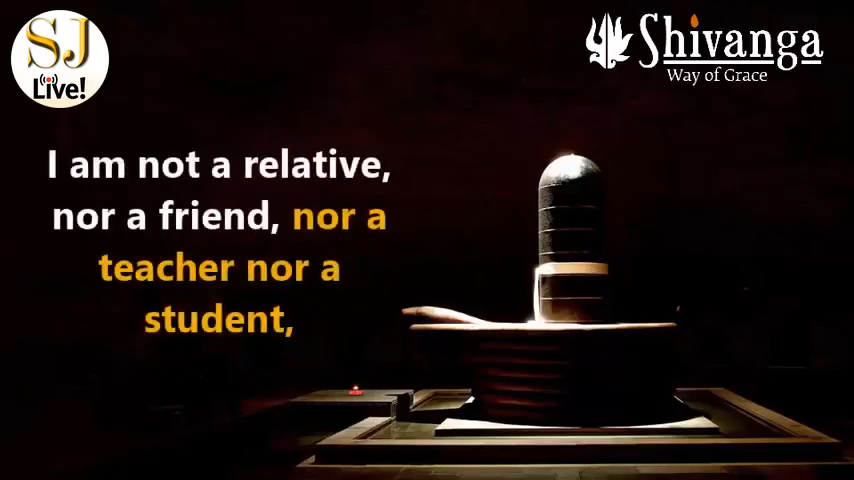 SJ
Live!
Shivanga
Way of Grace
I am not a relative,
nor a friend, nor a
teacher nor a
student,